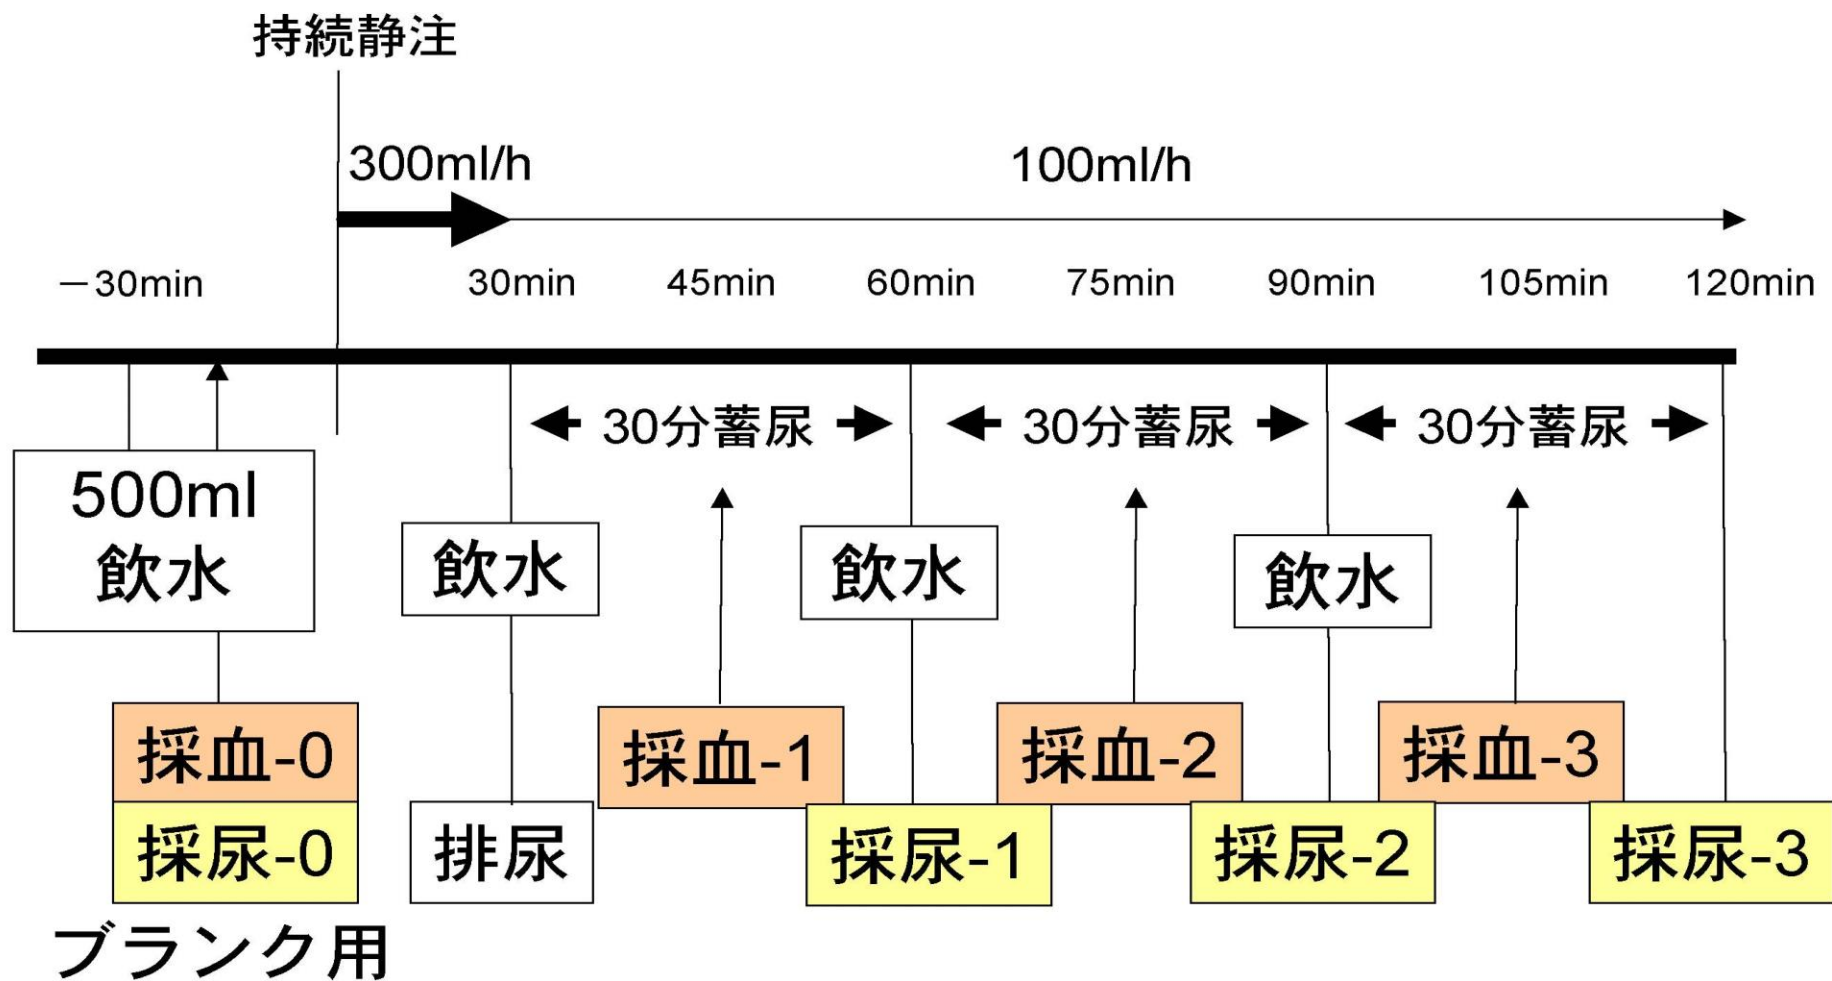 持続静注
300ml/h
100ml/h
－30min
30min
45min
60min
75min
90min
105min
120min
30分蓄尿
30分蓄尿
30分蓄尿
500ml
飲水
飲水
飲水
飲水
採血-0
採血-1
採血-2
採血-3
採尿-0
排尿
採尿-1
採尿-2
採尿-3
ブランク用